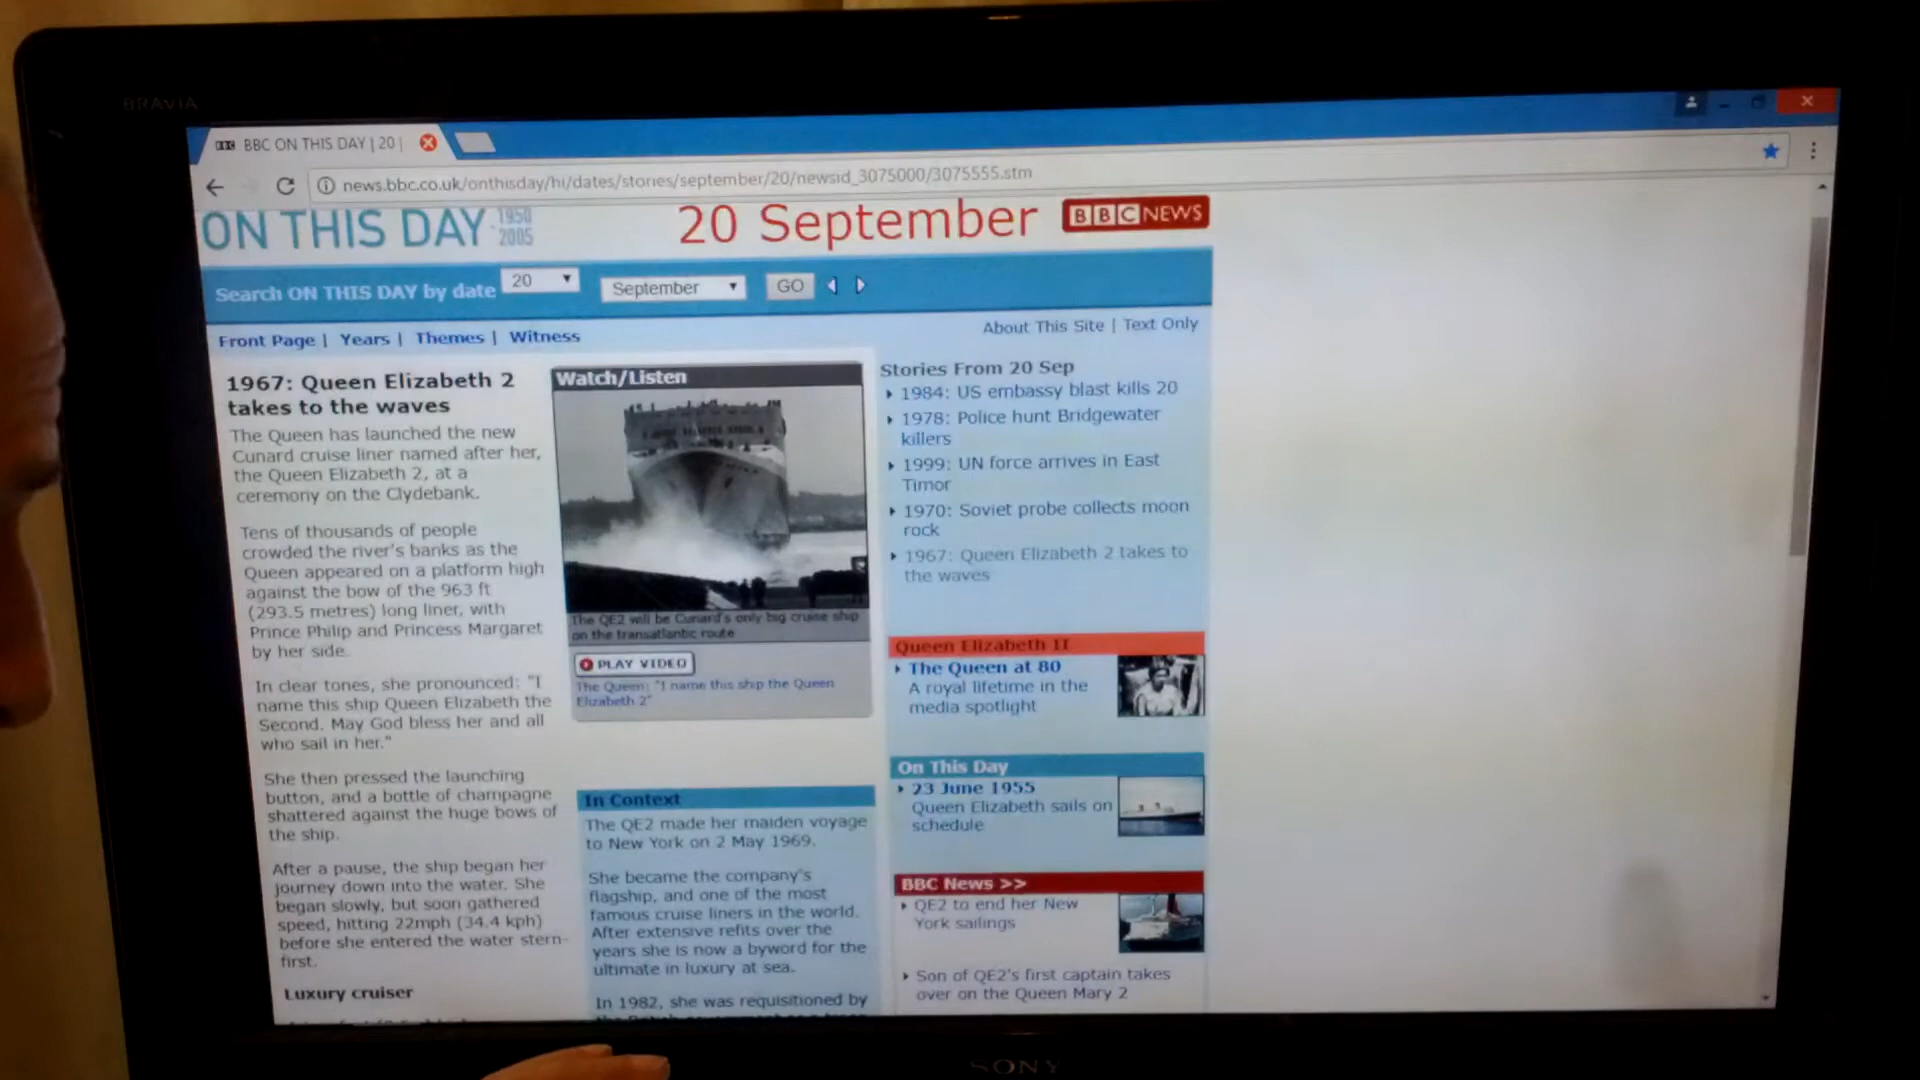 BRAVIA
BBC ON THIS DAY | 20 |
news.bbc.co.uk/onthisday/hi/dates/stories/september/20/newsid_3075000/3075555.stm
ON THIS DAY 1950 2005
20 September
BBC NEWS
Search ON THIS DAY by date
20
September
GO
Front Page | Years | Themes | Witness
About This Site | Text Only
1967: Queen Elizabeth 2
takes to the waves
The Queen has launched the new
Cunard cruise liner named after her,
the Queen Elizabeth 2, at a
ceremony on the Clydebank.
Tens of thousands of people
crowded the river's banks as the
Queen appeared on a platform high
against the bow of the 963 ft
(293.5 metres) long liner, with
Prince Philip and Princess Margaret
by her side.
In clear tones, she pronounced: "I
name this ship Queen Elizabeth the
Second. May God bless her and all
who sail in her."
She then pressed the launching
button, and a bottle of champagne
shattered against the huge bows of
the ship.
After a pause, the ship began her
journey down into the water. She
began slowly, but soon gathered
speed, hitting 22mph (34.4 kph)
before she entered the water stern-
first.
Luxury cruiser
Watch/Listen
The QE2 will be Cunard's only big cruise ship
on the transatlantic route
PLAY VIDEO
The Queen: "I name this ship the Queen
Elizabeth 2"
In Context
The QE2 made her maiden voyage
to New York on 2 May 1969.
She became the company's
flagship, and one of the most
famous cruise liners in the world.
After extensive refits over the
years she is now a byword for the
ultimate in luxury at sea.
In 1982, she was requisitioned by
Stories From 20 Sep
1984: US embassy blast kills 20
1978: Police hunt Bridgewater
killers
1999: UN force arrives in East
Timor
1970: Soviet probe collects moon
rock
1967: Queen Elizabeth 2 takes to
the waves
Queen Elizabeth II
The Queen at 80
A royal lifetime in the
media spotlight
On This Day
23 June 1955
Queen Elizabeth sails on
schedule
BBC News >>
QE2 to end her New
York sailings
Son of QE2's first captain takes
over on the Queen Mary 2
SONY